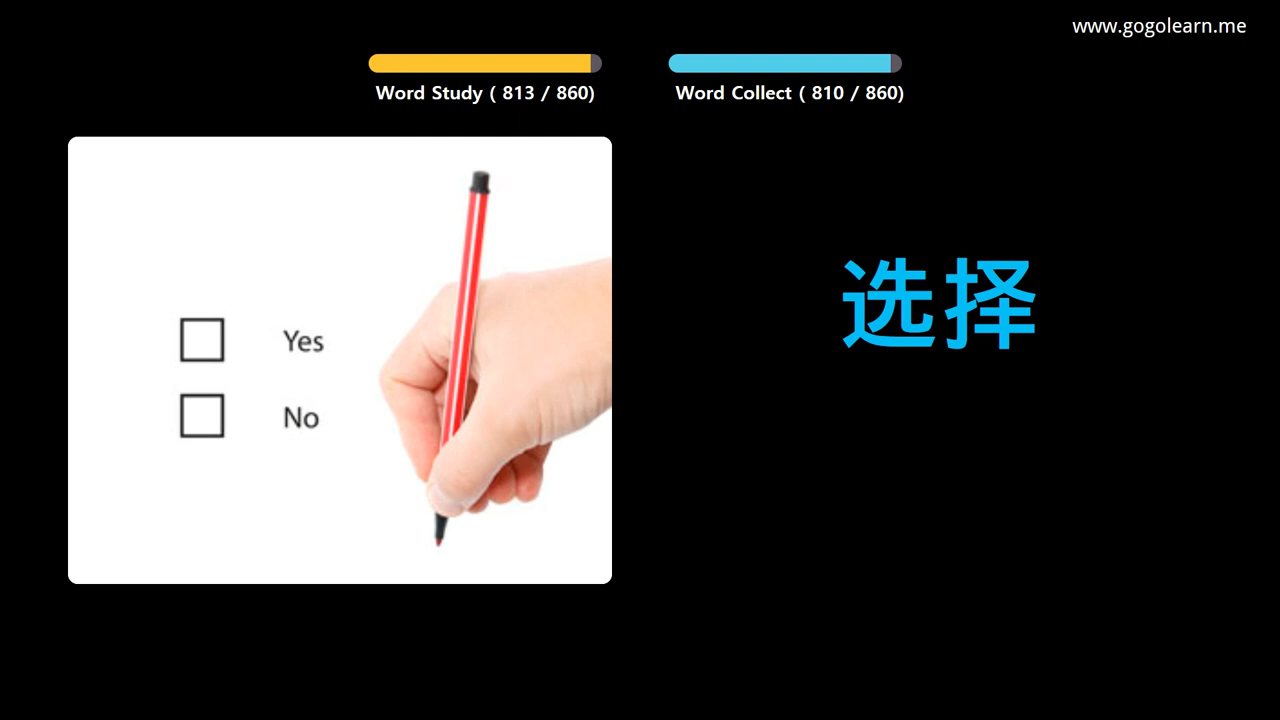 www.gogolearn.me
Word Study ( 813 / 860)
Word Collect ( 810 / 860)
选择
Yes
No